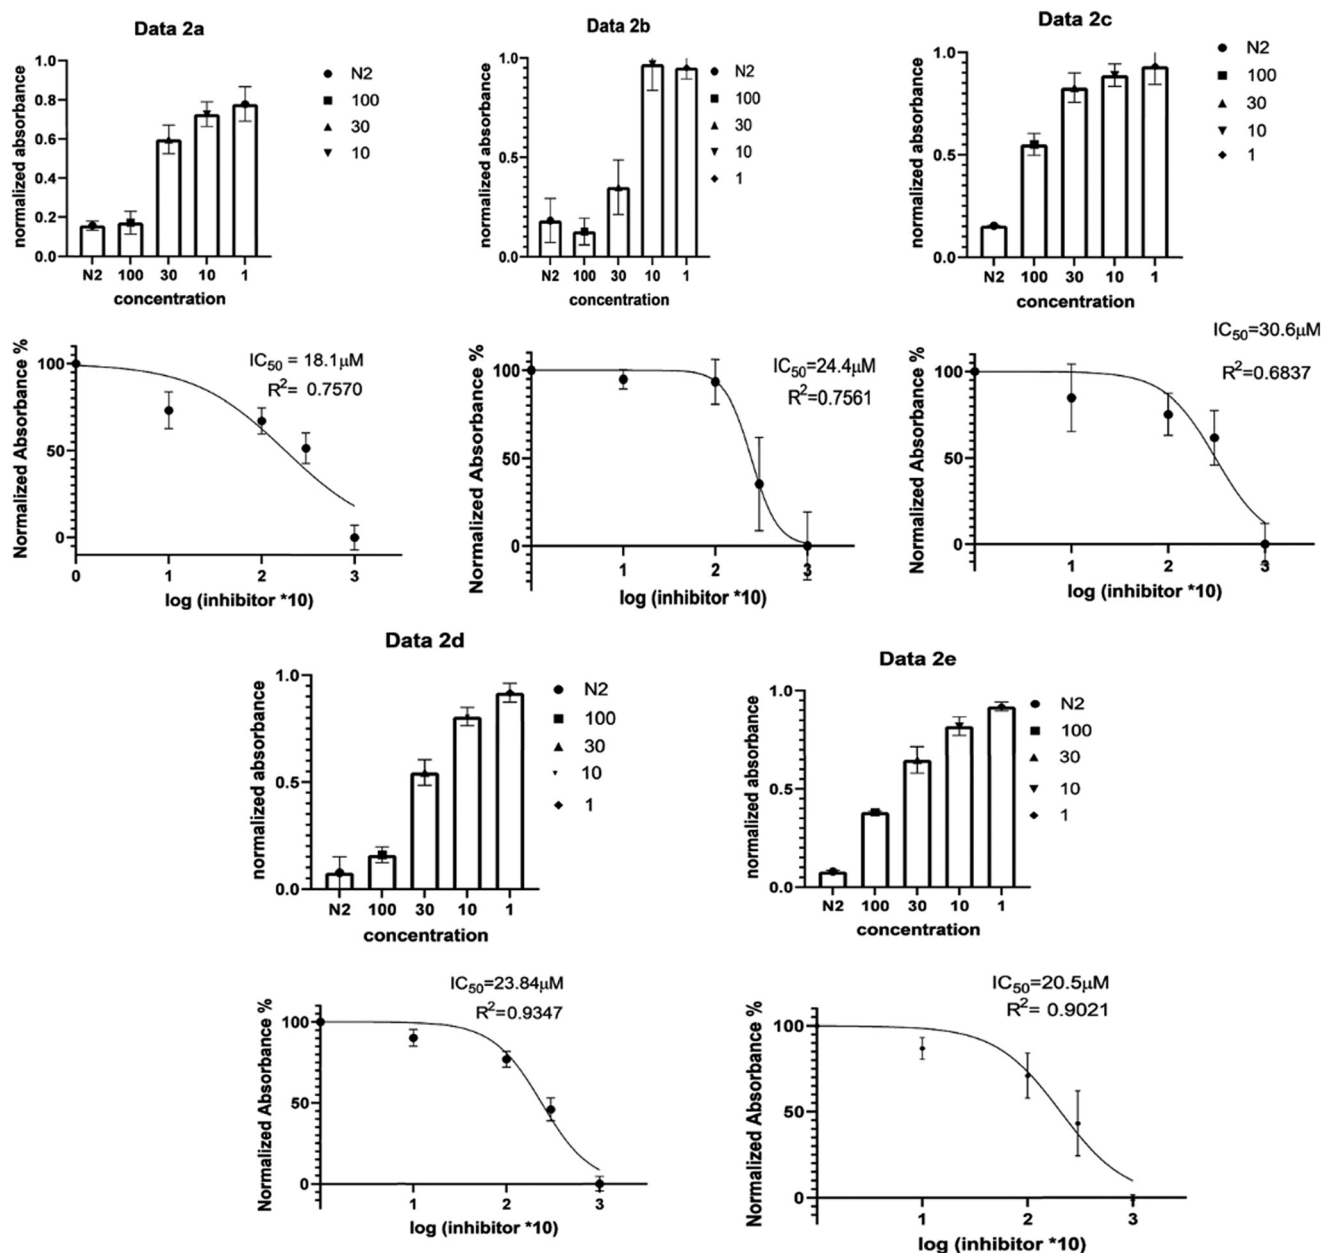 Data 2a
normalized absorbance
1.0
0.8
0.6
0.4
0.2
0.0
N2 100 30 10 1
concentration
N2
100
30
10
Data 2b
normalized absorbance
1.0
0.5
0.0
N2 100 30 10 1
concentration
N2
100
30
10
1
Data 2c
normalized absorbance
1.0
0.5
0.0
N2 100 30 10 1
concentration
N2
100
30
10
1
Normalized Absorbance %
100
50
0
0 1 2 3
log (inhibitor *10)
IC50 = 18.1µM
R2= 0.7570
Normalized Absorbance %
100
50
0
1 2 3
log (inhibitor *10)
IC50=24.4µM
R2=0.7561
Normalized Absorbance %
100
50
0
1 2 3
log (inhibitor *10)
IC50=30.6µM
R2=0.6837
Data 2d
normalized absorbance
1.0
0.5
0.0
N2 100 30 10 1
concentration
N2
100
30
10
1
Data 2e
normalized absorbance
1.0
0.5
0.0
N2 100 30 10 1
concentration
N2
100
30
10
1
Normalized Absorbance %
100
50
0
1 2 3
log (inhibitor *10)
IC50=23.84µM
R2=0.9347
Normalized Absorbance %
100
50
0
1 2 3
log (inhibitor *10)
IC50=20.5µM
R2= 0.9021